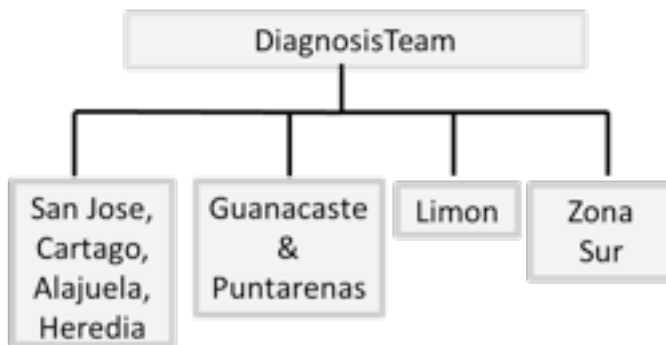 DiagnosisTeam
San Jose,
Cartago,
Alajuela,
Heredia
Guanacaste
&
Puntarenas
Limon
Zona
Sur